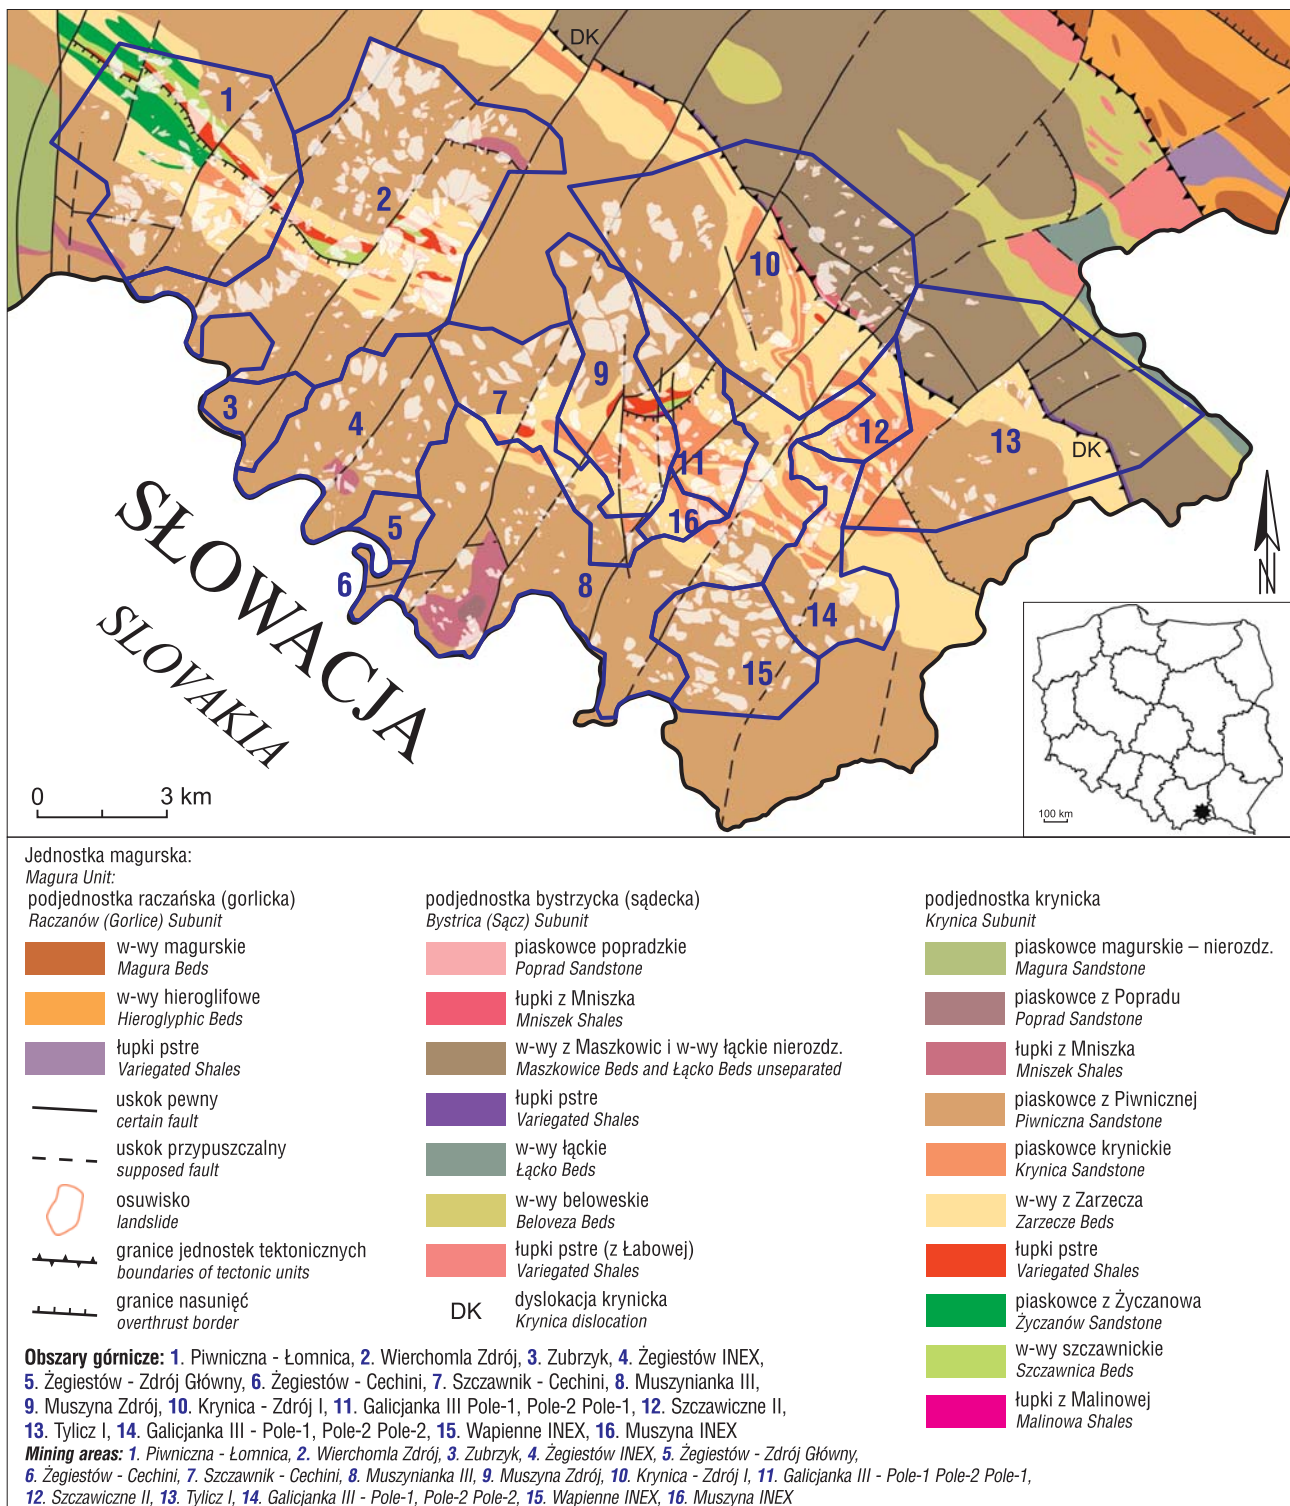 DK
1
2
10
9
3
7
4
12
13
DK
11
5
16
6
8
14
15
SŁOWACJA
SLOVAKIA
N
0 3 km
100 km
Jednostka magurska:
Magura Unit:
podjednostka raczańska (gorlicka)
Raczanów (Gorlice) Subunit
w-wy magurskie
Magura Beds
w-wy hieroglifowe
Hieroglyphic Beds
łupki pstre
Variegated Shales
uskok pewny
certain fault
uskok przypuszczalny
supposed fault
osuwisko
landslide
granice jednostek tektonicznych
boundaries of tectonic units
granice nasunięć
overthrust border
podjednostka bystrzycka (sądecka)
Bystrica (Sącz) Subunit
piaskowce popradzkie
Poprad Sandstone
łupki z Mniszka
Mniszek Shales
w-wy z Maszkowic i w-wy łąckie nierozdz.
Maszkowice Beds and Łącko Beds unseparated
łupki pstre
Variegated Shales
w-wy łąckie
Łącko Beds
w-wy beloweskie
Beloveza Beds
łupki pstre (z Łabowej)
Variegated Shales
DK dyslokacja krynicka
Krynica dislocation
podjednostka krynicka
Krynica Subunit
piaskowce magurskie – nierozdz.
Magura Sandstone
piaskowce z Popradu
Poprad Sandstone
łupki z Mniszka
Mniszek Shales
piaskowce z Piwnicznej
Piwniczna Sandstone
piaskowce krynickie
Krynica Sandstone
w-wy z Zarzecza
Zarzecze Beds
łupki pstre
Variegated Shales
piaskowce z Życzanowa
Życzanów Sandstone
w-wy szczawnickie
Szczawnica Beds
łupki z Malinowej
Malinowa Shales
Obszary górnicze: 1. Piwniczna - Łomnica, 2. Wierchomla Zdrój, 3. Zubrzyk, 4. Żegiestów INEX,
5. Żegiestów - Zdrój Główny, 6. Żegiestów - Cechini, 7. Szczawnik - Cechini, 8. Muszynianka III,
9. Muszyna Zdrój, 10. Krynica - Zdrój I, 11. Galicjanka III Pole-1, Pole-2 Pole-1, 12. Szczawiczne II,
13. Tylicz I, 14. Galicjanka III - Pole-1, Pole-2 Pole-2, 15. Wapienne INEX, 16. Muszyna INEX
Mining areas: 1. Piwniczna - Łomnica, 2. Wierchomla Zdrój, 3. Zubrzyk, 4. Żegiestów INEX, 5. Żegiestów - Zdrój Główny,
6. Żegiestów - Cechini, 7. Szczawnik - Cechini, 8. Muszynianka III, 9. Muszyna Zdrój, 10. Krynica - Zdrój I, 11. Galicjanka III - Pole-1 Pole-2 Pole-1,
12. Szczawiczne II, 13. Tylicz I, 14. Galicjanka III - Pole-1, Pole-2 Pole-2, 15. Wapienne INEX, 16. Muszyna INEX